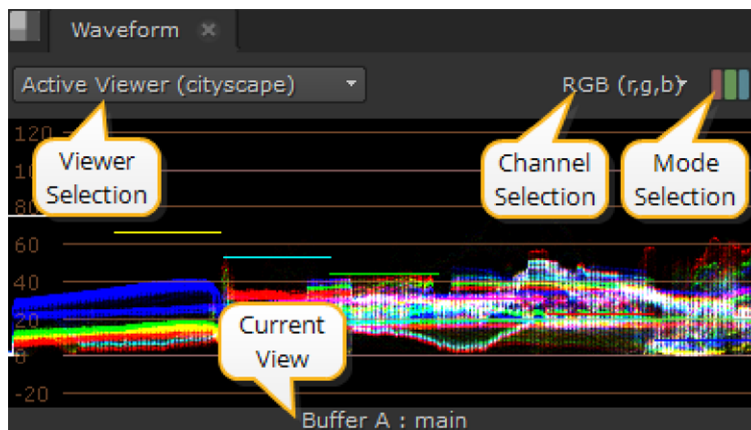 Waveform
Active Viewer (cityscape)
RGB (r,g,b)
120
Viewer
Selection
Channel
Selection
Mode
Selection
60
40
20
Current
View
0
-20
Buffer A : main